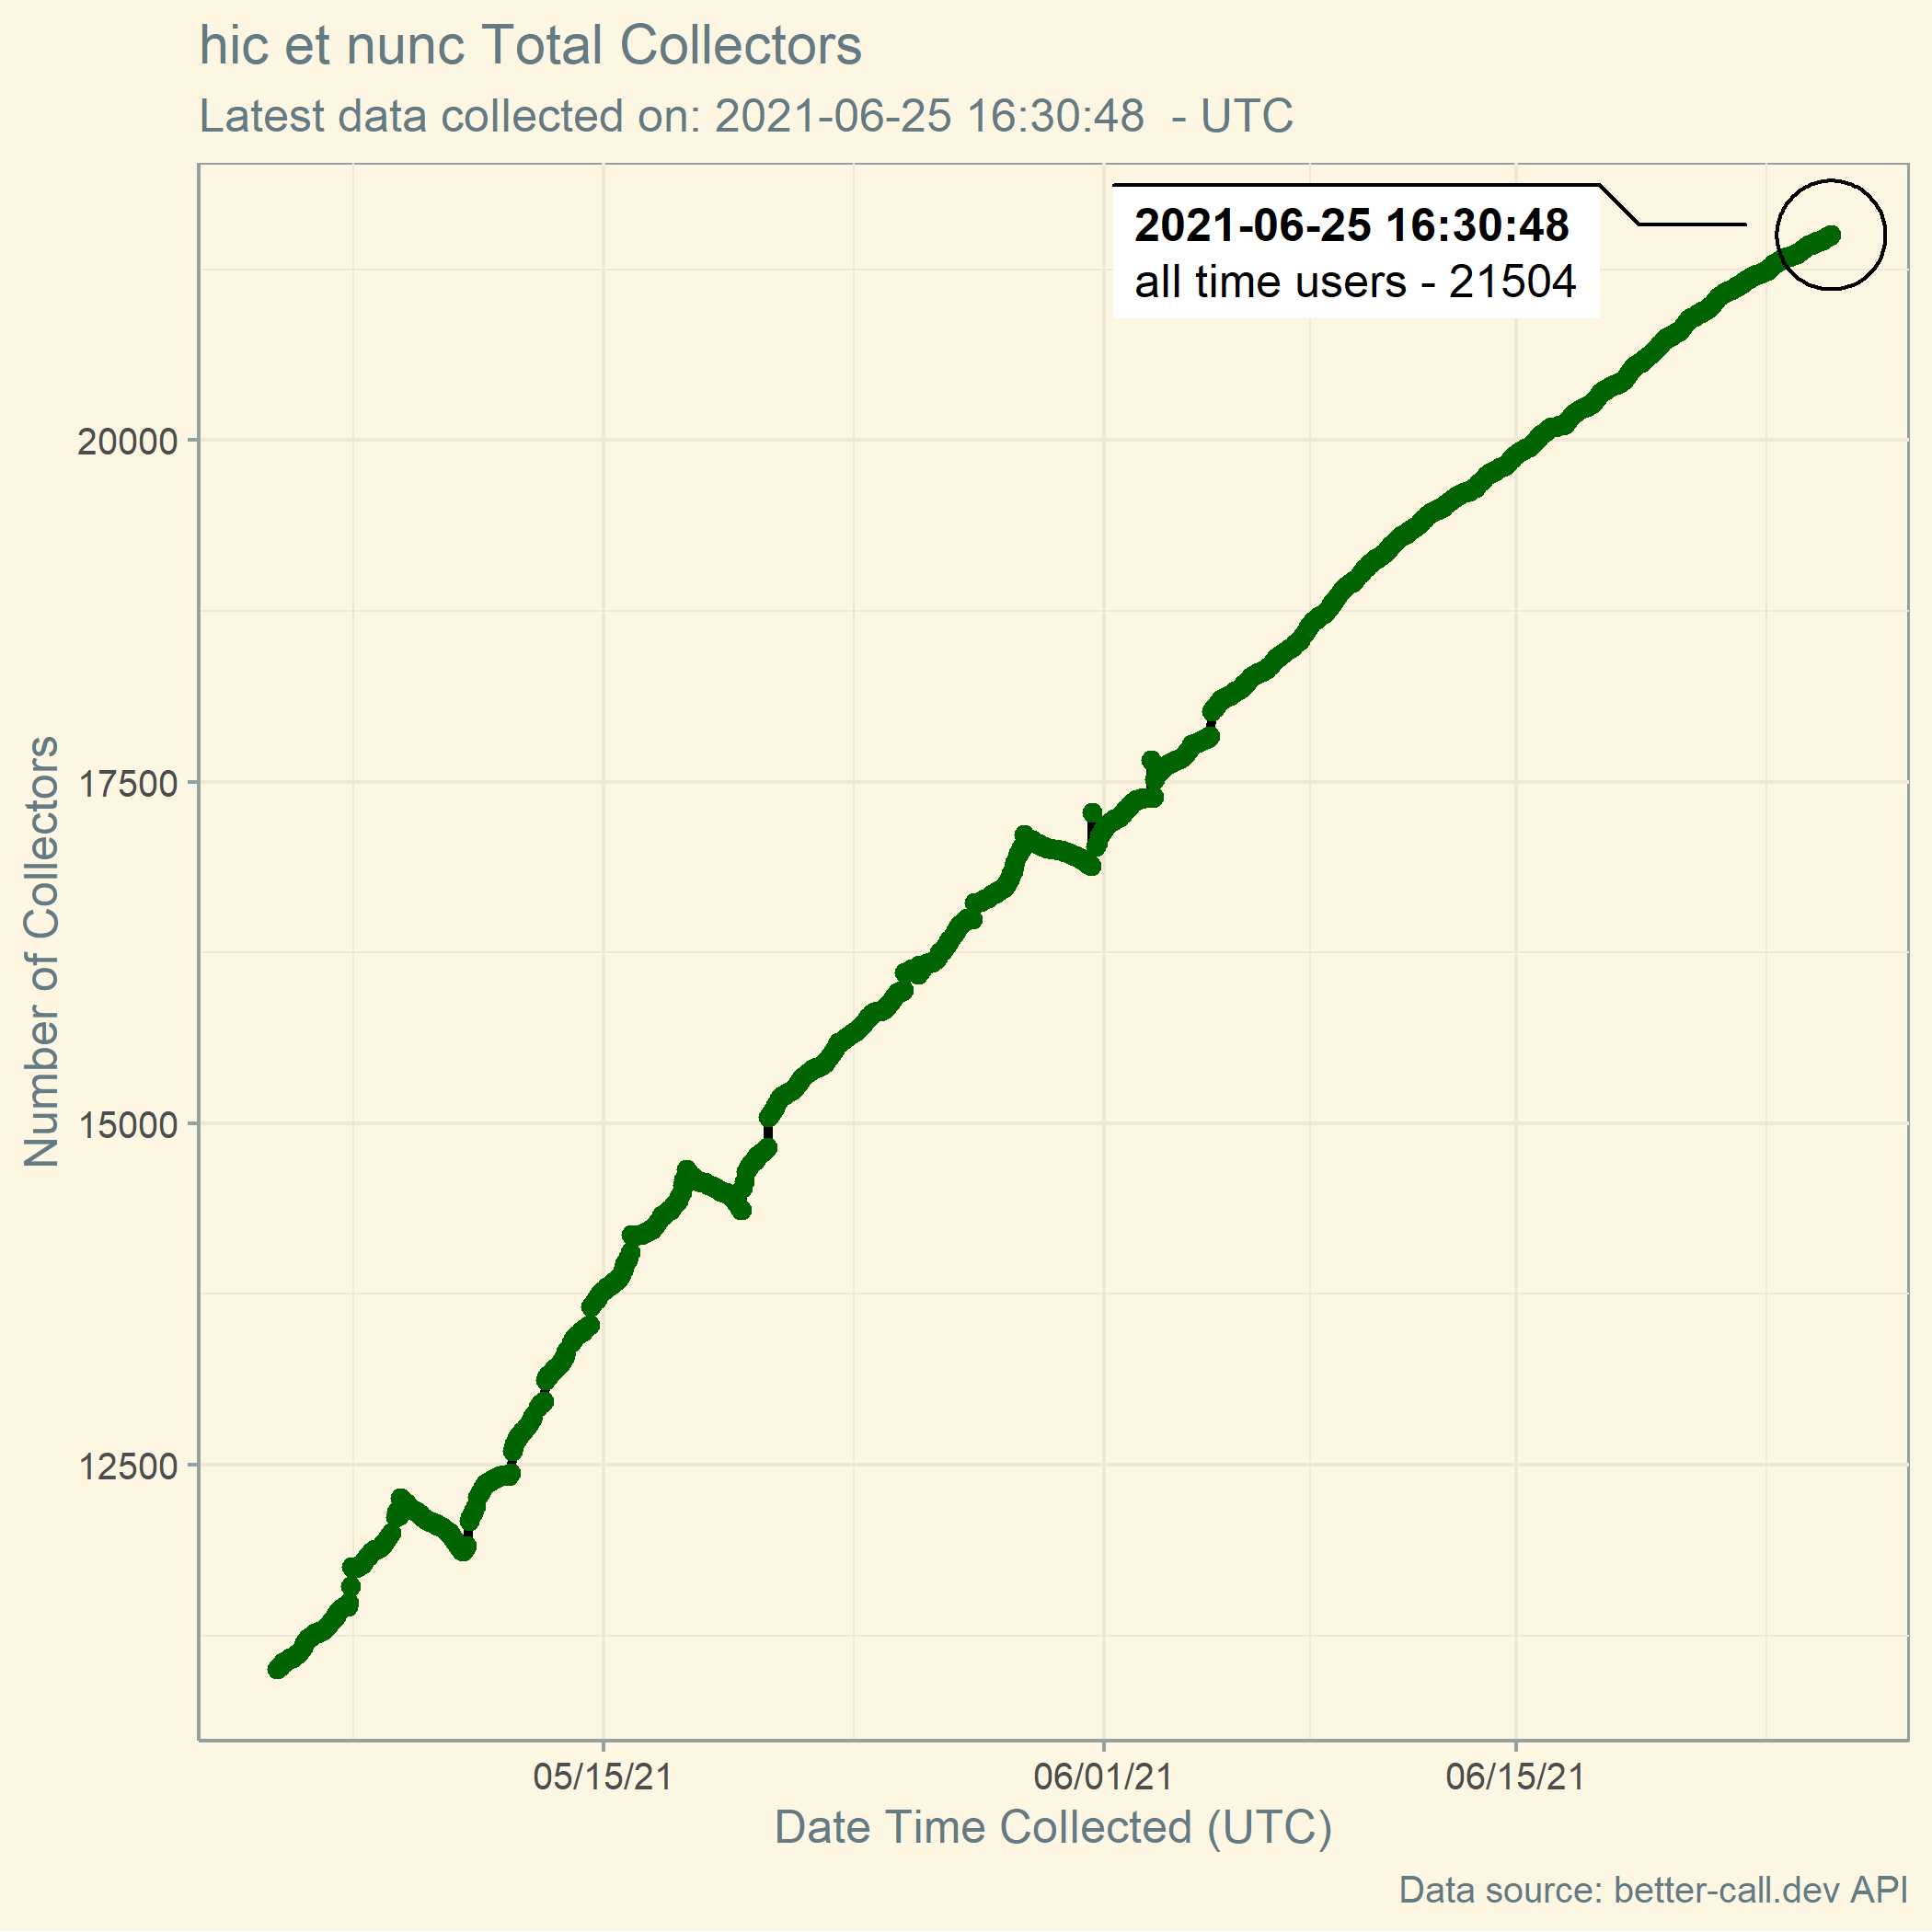 hic et nunc Total Collectors
Latest data collected on: 2021-06-25 16:30:48  - UTC
2021-06-25 16:30:48
all time users - 21504
Number of Collectors
20000
17500
15000
12500
05/15/21
06/01/21
06/15/21
Date Time Collected (UTC)
Data source: better-call.dev API